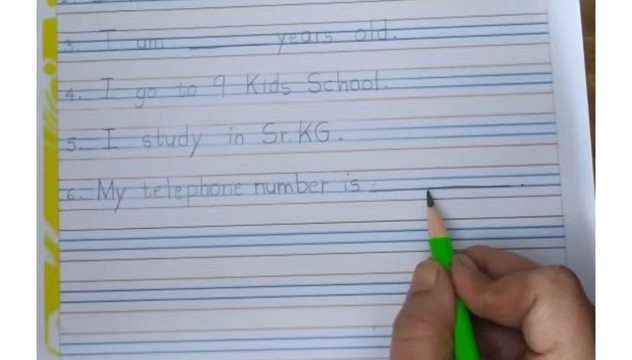 3. I am ____ years old.
4. I go to 9 Kids School.
5. I study in Sr.KG.
6. My telephone number is ________.